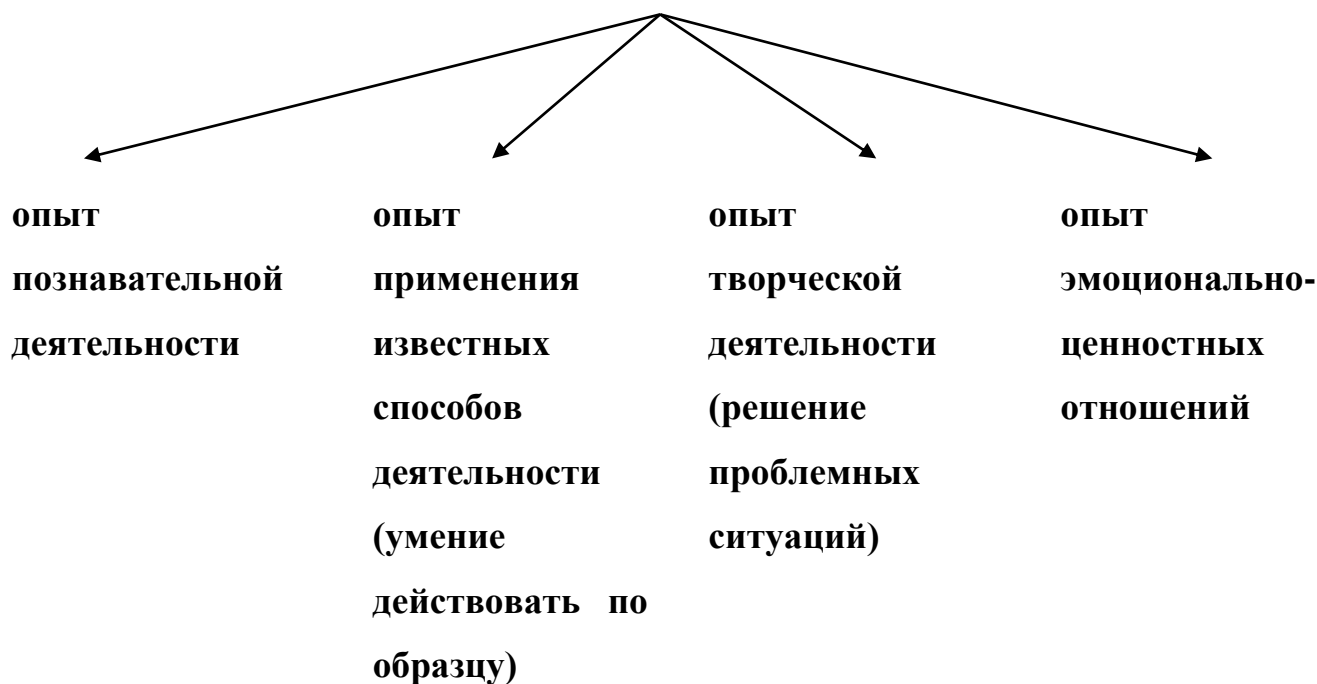 опыт
познавательной
деятельности
опыт
применения
известных
способов
деятельности
(умение
действовать по
образцу)
опыт
творческой
деятельности
(решение
проблемных
ситуаций)
опыт
эмоционально-
ценностных
отношений